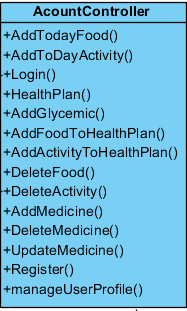 AcountController
+AddTodayFood()
+AddToDayActivity()
+Login()
+HealthPlan()
+AddGlycemic()
+AddFoodToHealthPlan()
+AddActivityToHealthPlan()
+DeleteFood()
+DeleteActivity()
+AddMedicine()
+DeleteMedicine()
+UpdateMedicine()
+Register()
+manageUserProfile()